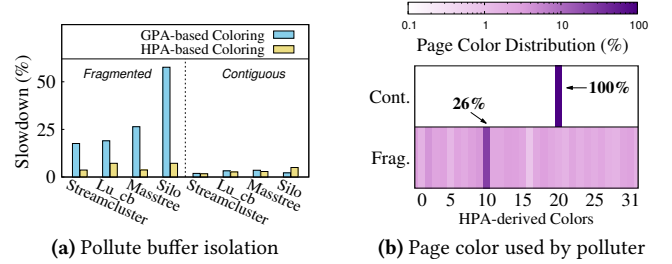 GPA-based Coloring
HPA-based Coloring
Fragmented
Contiguous
Slowdown (%)
50
25
0
Streamcluster
Lu_cb
Masstree
Silo
Streamcluster
Lu_cb
Masstree
Silo
(a) Pollute buffer isolation
0.1 1 10 100
Page Color Distribution (%)
Cont.
100%
26%
Frag.
0 5 10 15 20 25 31
HPA-derived Colors
(b) Page color used by polluter